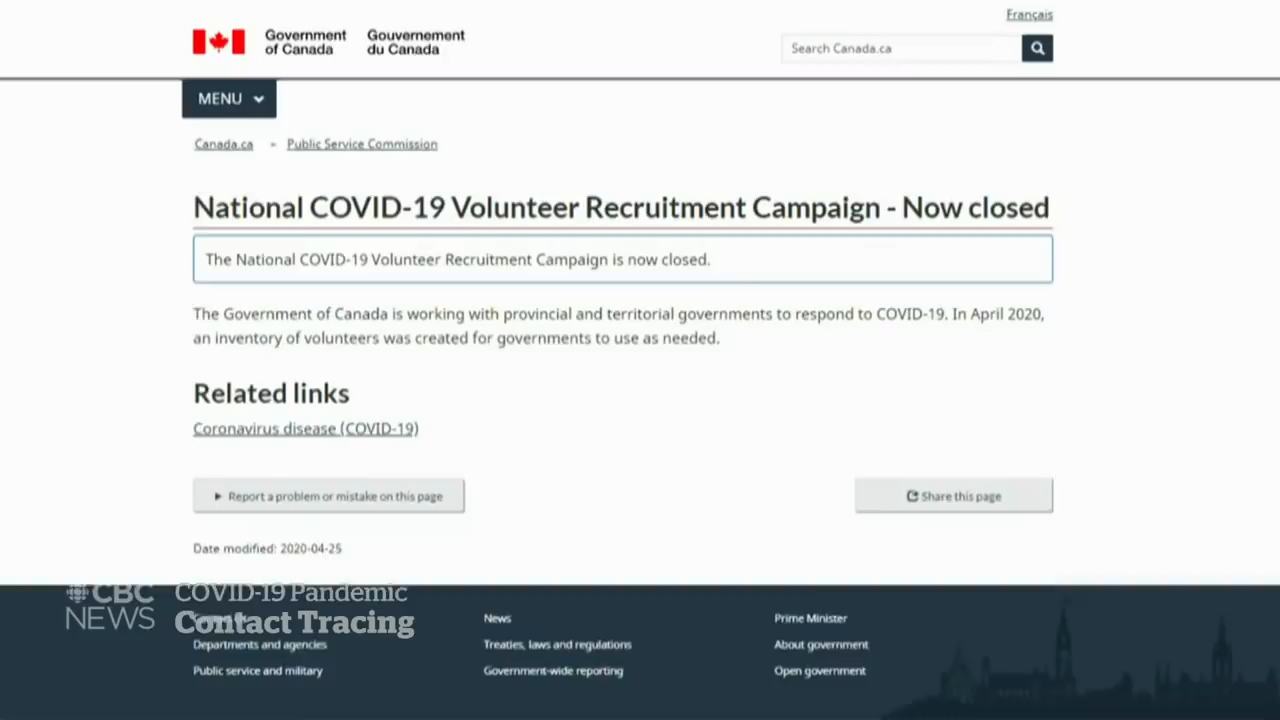 Français
Government
of Canada
Gouvernement
du Canada
Search Canada.ca
MENU
Canada.ca
Public Service Commission
National COVID-19 Volunteer Recruitment Campaign - Now closed
The National COVID-19 Volunteer Recruitment Campaign is now closed.
The Government of Canada is working with provincial and territorial governments to respond to COVID-19. In April 2020,
an inventory of volunteers was created for governments to use as needed.
Related links
Coronavirus disease (COVID-19)
Report a problem or mistake on this page
Share this page
Date modified: 2020-04-25
CBC
NEWS
COVID-19 Pandemic
Contact Tracing
News
Prime Minister
Departments and agencies
Treaties, laws and regulations
About government
Public service and military
Government-wide reporting
Open government